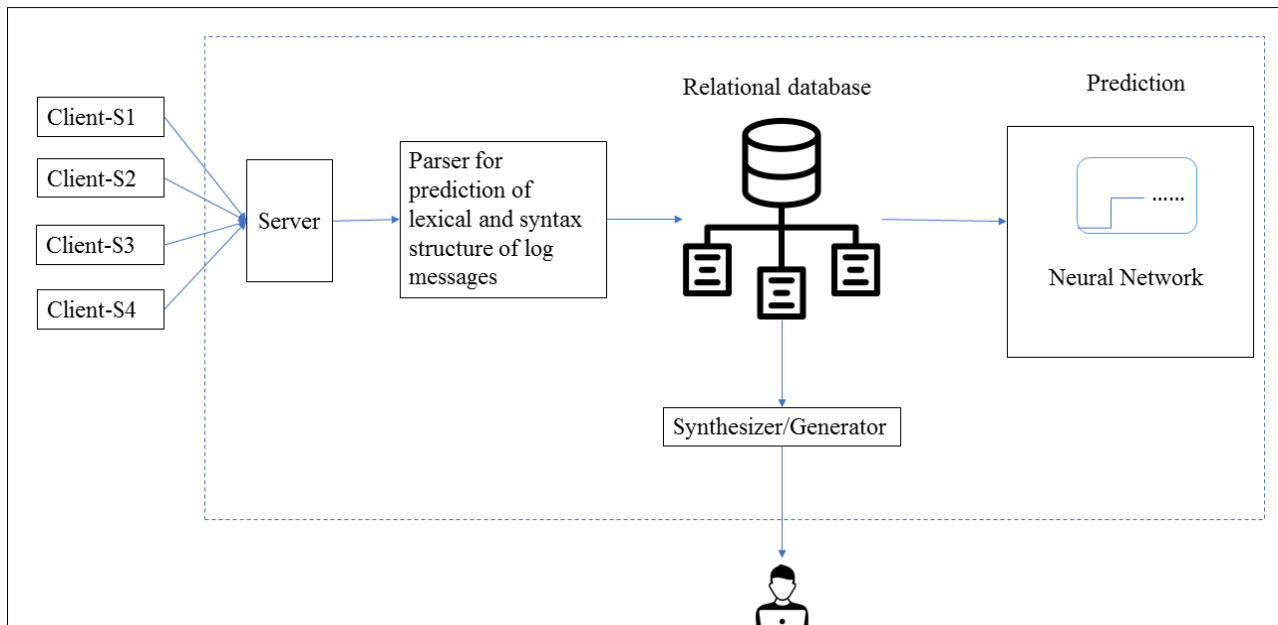 Relational database
Prediction
Client-S1
Client-S2
Client-S3
Client-S4
Server
Parser for
prediction of
lexical and syntax
structure of log
messages
......
Neural Network
Synthesizer/Generator